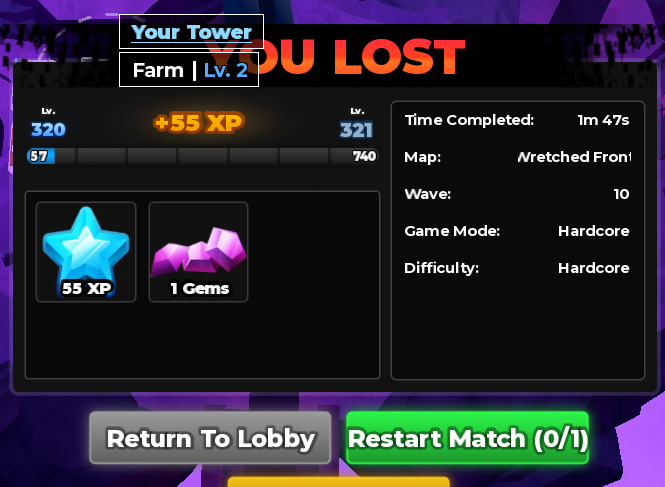 Your Tower
YOU LOST
Farm | Lv. 2
Lv.
320
+55 XP
Lv.
321
57
740
55 XP
1 Gems
Time Completed: 1m 47s
Map: Wretched Front
Wave: 10
Game Mode: Hardcore
Difficulty: Hardcore
Return To Lobby
Restart Match (0/1)